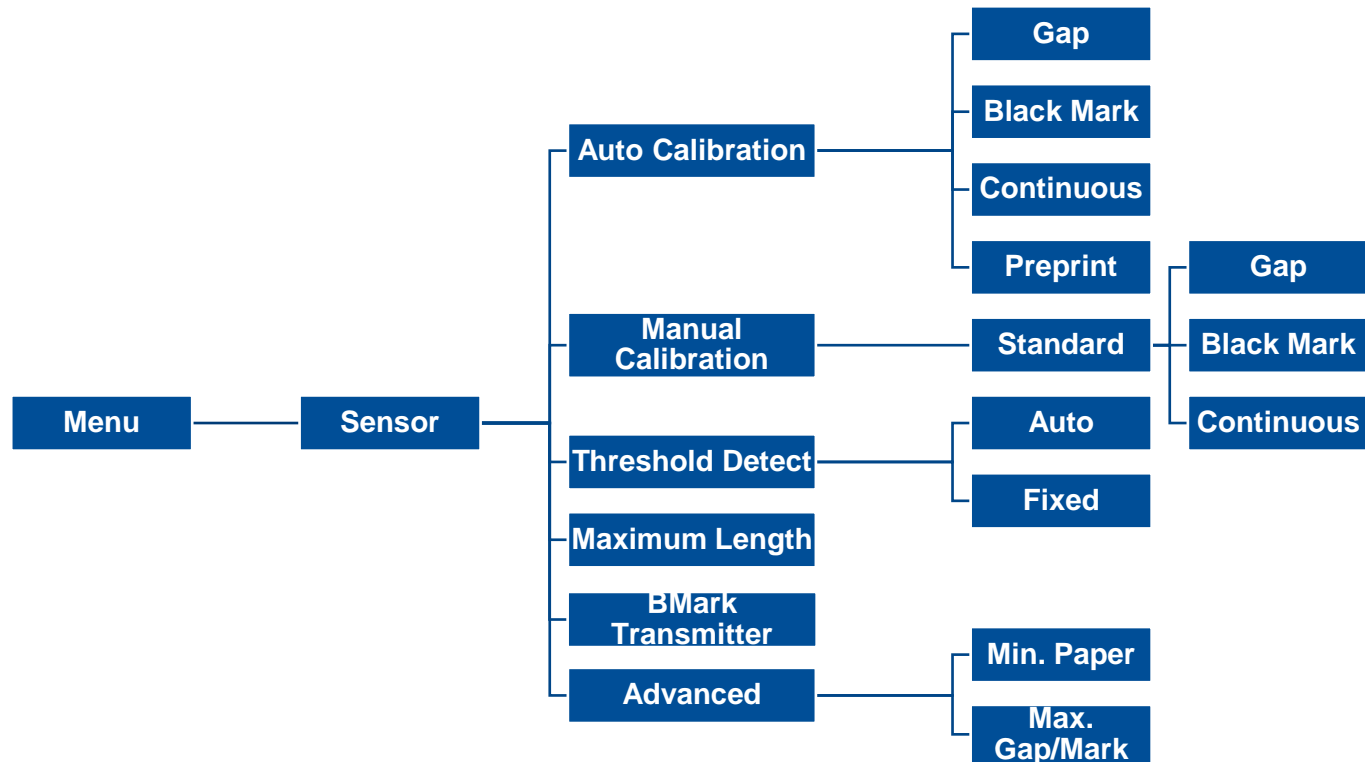 Gap
Black Mark
Auto Calibration
Continuous
Preprint
Gap
Manual
Calibration
Standard
Black Mark
Menu
Sensor
Auto
Continuous
Threshold Detect
Fixed
Maximum Length
BMark
Transmitter
Min. Paper
Advanced
Max.
Gap/Mark